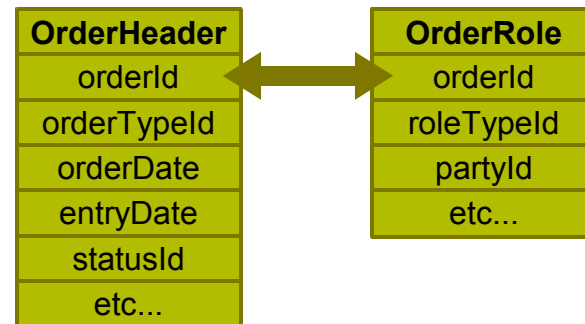 OrderHeader
orderId
orderTypeId
orderDate
entryDate
statusId
etc...
OrderRole
orderId
roleTypeId
partyId
etc...